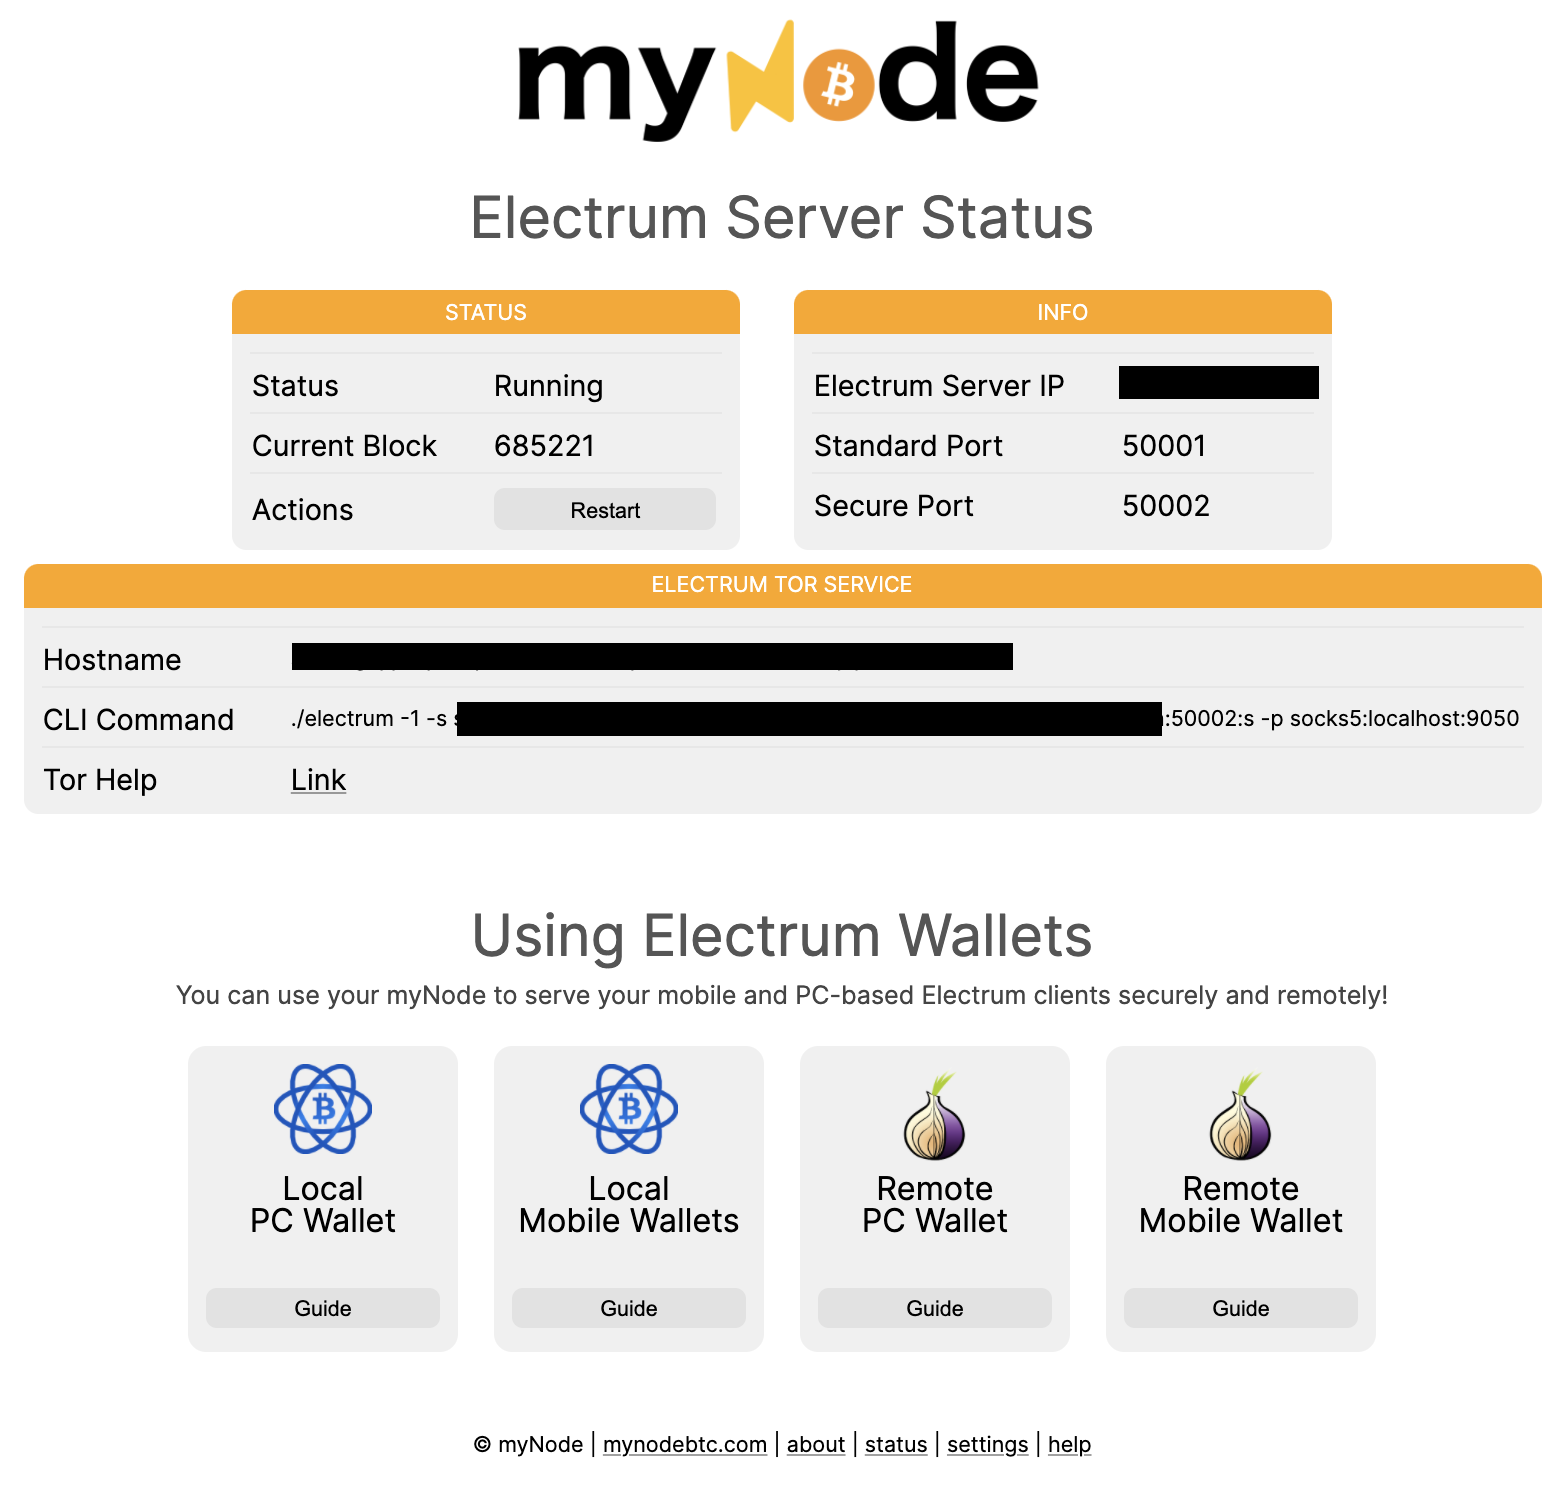 myNode
Electrum Server Status
STATUS
Status Running
Current Block 685221
Actions Restart
INFO
Electrum Server IP
Standard Port 50001
Secure Port 50002
ELECTRUM TOR SERVICE
Hostname
CLI Command ./electrum -1 -s :50002:s -p socks5:localhost:9050
Tor Help Link
Using Electrum Wallets
You can use your myNode to serve your mobile and PC-based Electrum clients securely and remotely!
Local
PC Wallet
Guide
Local
Mobile Wallets
Guide
Remote
PC Wallet
Guide
Remote
Mobile Wallet
Guide
© myNode | mynodebtc.com | about | status | settings | help